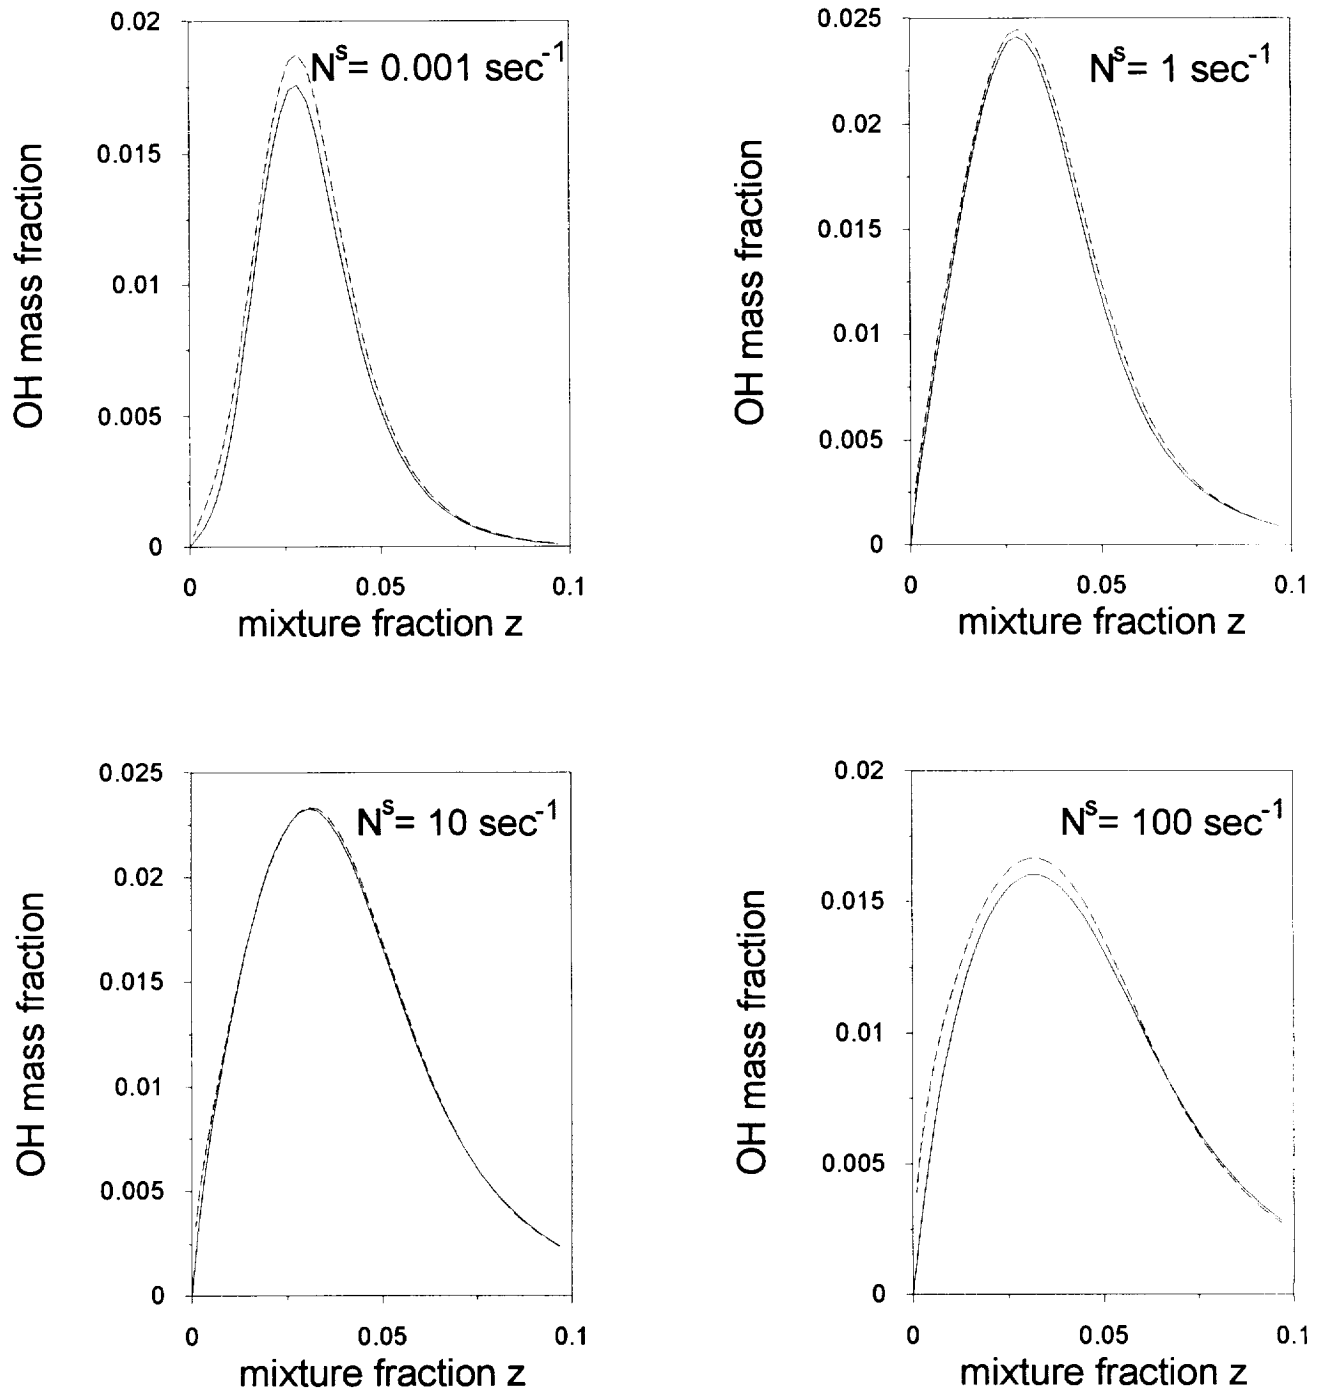 0.02
N^s= 0.001 sec^-1
0.015
0.01
0.005
0
OH mass fraction
0 0.05 0.1
mixture fraction z
0.025
N^s= 1 sec^-1
0.02
0.015
0.01
0.005
0
OH mass fraction
0 0.05 0.1
mixture fraction z
0.025
N^s= 10 sec^-1
0.02
0.015
0.01
0.005
0
OH mass fraction
0 0.05 0.1
mixture fraction z
0.02
N^s= 100 sec^-1
0.015
0.01
0.005
0
OH mass fraction
0 0.05 0.1
mixture fraction z